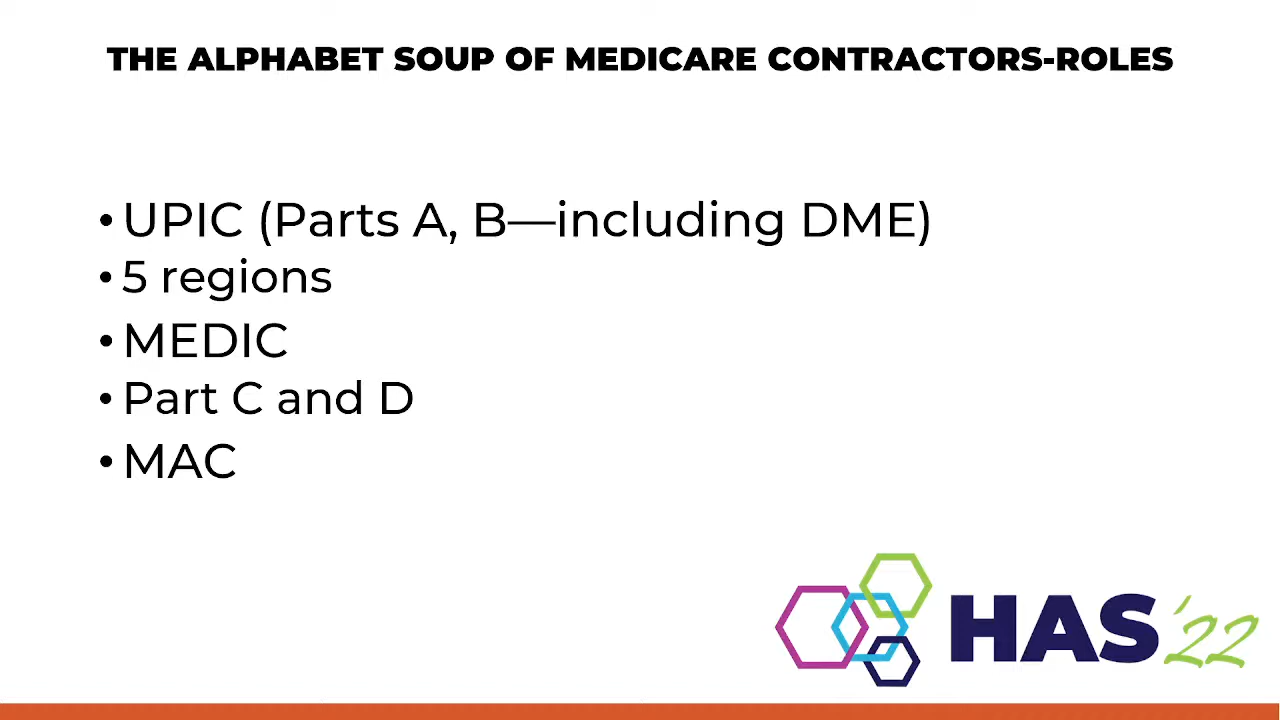 THE ALPHABET SOUP OF MEDICARE CONTRACTORS-ROLES
• UPIC (Parts A, B—including DME)
• 5 regions
• MEDIC
• Part C and D
• MAC
HAS '22